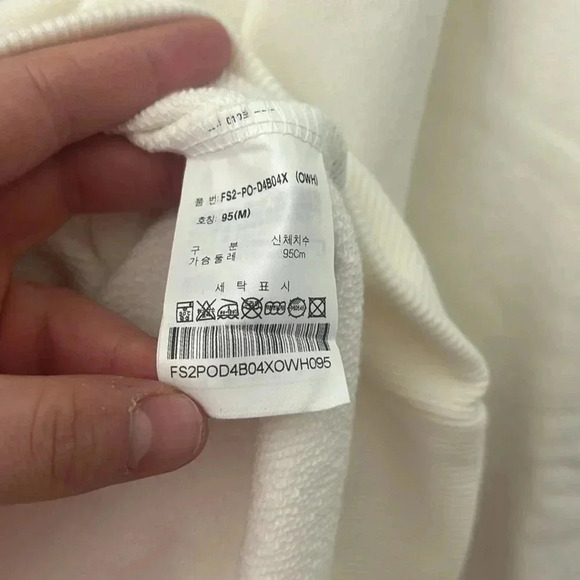 품 번: FS2-PO-D4B04X (OWH)
호칭: 95(M)
구 분 신체치수
가슴둘레 95Cm
세 탁 표 시
FS2POD4B04XOWH095